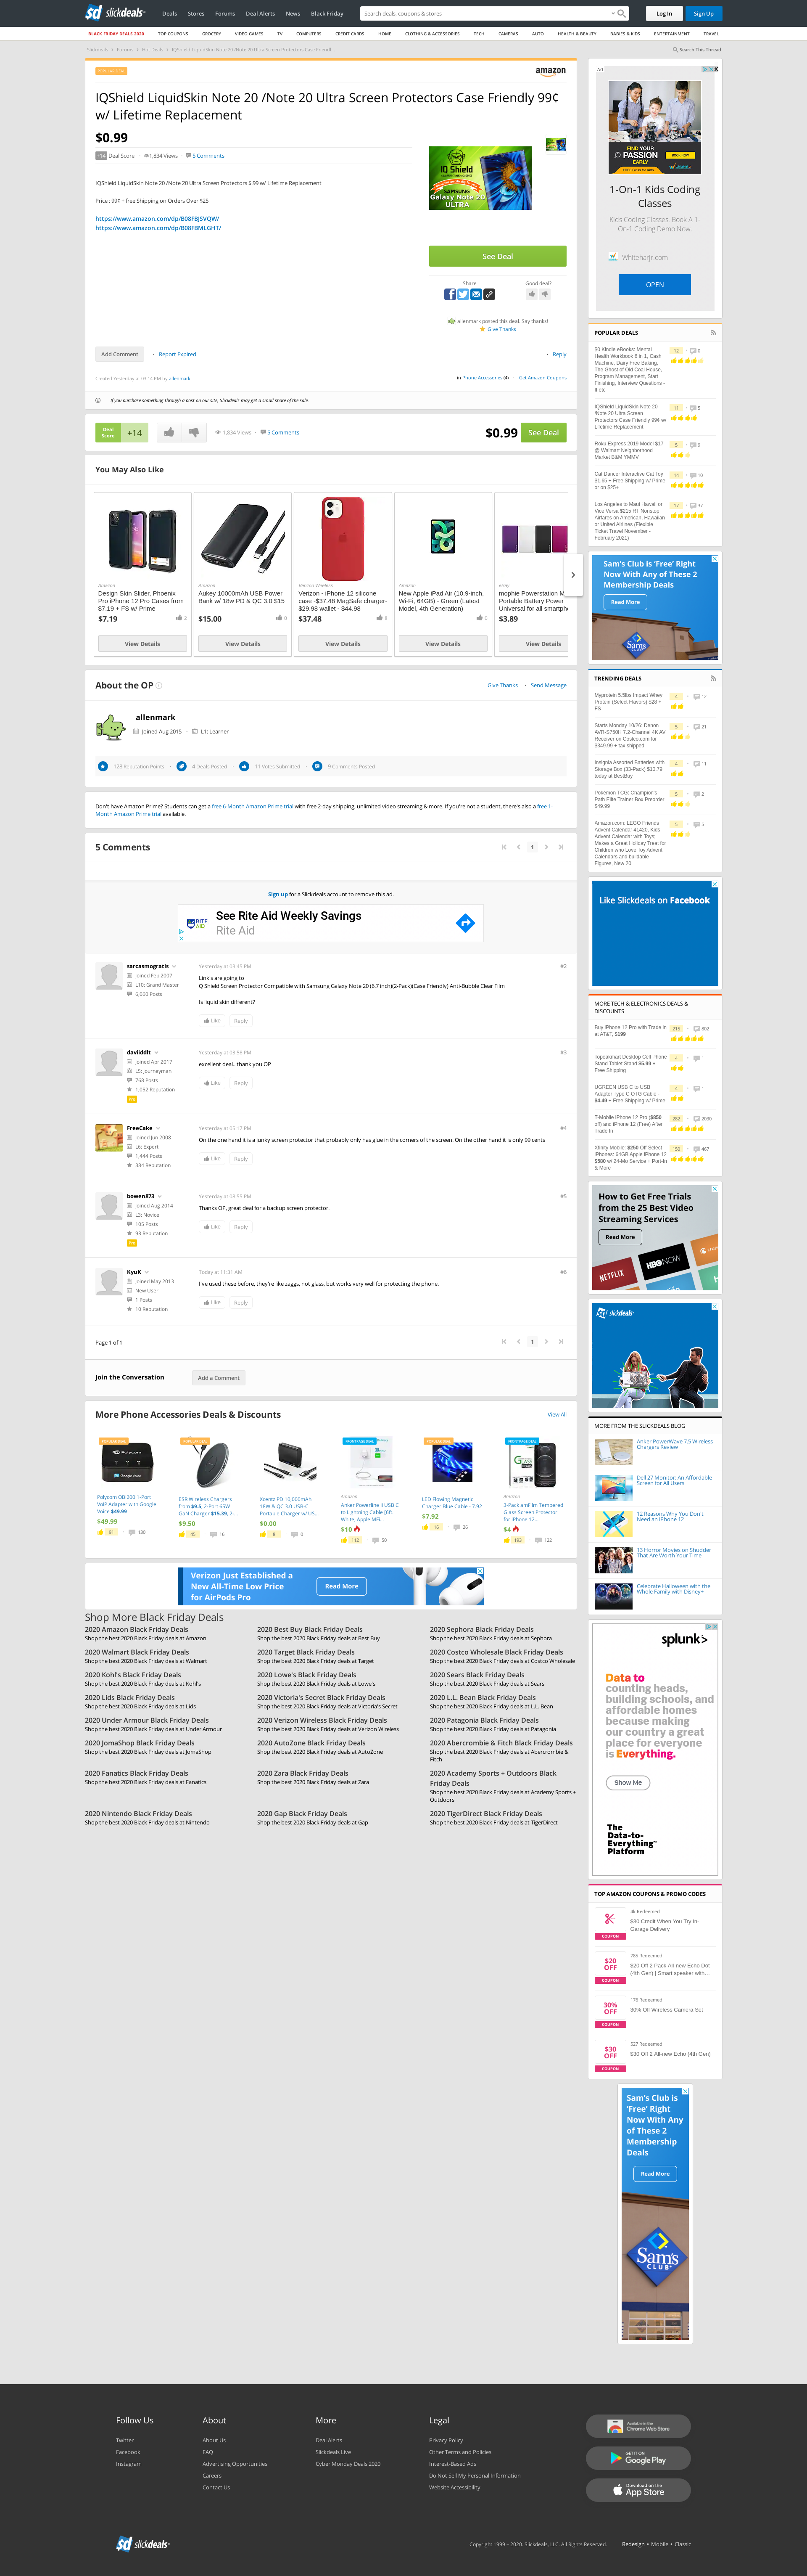 slickdeals
Deals Stores Forums Deal Alerts News Black Friday
Search deals, coupons & stores
Log In
Sign Up
BLACK FRIDAY DEALS 2020 TOP COUPONS GROCERY VIDEO GAMES TV COMPUTERS CREDIT CARDS HOME CLOTHING & ACCESSORIES TECH CAMERAS AUTO HEALTH & BEAUTY BABIES & KIDS ENTERTAINMENT TRAVEL
Slickdeals > Forums > Hot Deals > IQShield LiquidSkin Note 20 /Note 20 Ultra Screen Protectors Case Friendl...
Search This Thread
amazon
IQShield LiquidSkin Note 20 /Note 20 Ultra Screen Protectors Case Friendly 99¢
w/ Lifetime Replacement
$0.99
+14 Deal Score 1,834 Views 5 Comments
IQShield LiquidSkin Note 20 /Note 20 Ultra Screen Protectors $.99 w/ Lifetime Replacement
Price : 99¢ + free Shipping on Orders Over $25
https://www.amazon.com/dp/B08FBJSVQW/
https://www.amazon.com/dp/B08FBMLGHT/
IQ Shield
SAMSUNG
Galaxy Note 20
ULTRA
See Deal
Share
Good deal?
allenmark posted this deal. Say thanks!
Give Thanks
Add Comment
Report Expired
Reply
Created Yesterday at 03:14 PM by allenmark
in Phone Accessories (4) Get Amazon Coupons
If you purchase something through a post on our site, Slickdeals may get a small share of the sale.
Deal
Score
+14
1,834 Views 5 Comments
$0.99
See Deal
You May Also Like
Amazon
Design Skin Slider, Phoenix
Pro iPhone 12 Pro Cases from
$7.19 + FS w/ Prime
$7.19
2
View Details
Amazon
Aukey 10000mAh USB Power
Bank w/ 18w PD & QC 3.0 $15
$15.00
0
View Details
Verizon Wireless
Verizon - iPhone 12 silicone
case -$37.48 MagSafe charger-
$29.98 wallet - $44.98
$37.48
View Details
Amazon
New Apple iPad Air (10.9-inch,
Wi-Fi, 64GB) - Green (Latest
Model, 4th Generation)
0
View Details
eBay
mophie Powerstation M
Portable Battery Power
Universal for all smartphe
$3.89
View Details
About the OP
Give Thanks
Send Message
allenmark
Joined Aug 2015 L1: Learner
128 Reputation Points
4 Deals Posted
11 Votes Submitted
9 Comments Posted
Don't have Amazon Prime? Students can get a free 6-Month Amazon Prime trial with free 2-day shipping, unlimited video streaming & more. If you're not a student, there's also a free 1-
Month Amazon Prime trial available.
5 Comments
1
Sign up for a Slickdeals account to remove this ad.
RITE AID
See Rite Aid Weekly Savings
Rite Aid
sarcasmogratis
Joined Feb 2007
L10: Grand Master
6,060 Posts
Yesterday at 03:45 PM
#2
Link's are going to
Q Shield Screen Protector Compatible with Samsung Galaxy Note 20 (6.7 inch)(2-Pack)(Case Friendly) Anti-Bubble Clear Film
Is liquid skin different?
Like
Reply
daviiddlt
Joined Apr 2017
L5: Journeyman
768 Posts
1,052 Reputation
Yesterday at 03:58 PM
#3
excellent deal,. thank you OP
Like
Reply
FreeCake
Joined Jun 2008
L6: Expert
1,444 Posts
384 Reputation
Yesterday at 05:17 PM
#4
On the one hand it is a junky screen protector that probably only has glue in the corners of the screen. On the other hand it is only 99 cents
Like
Reply
bowen873
Joined Aug 2014
L3: Novice
105 Posts
93 Reputation
Yesterday at 08:55 PM
#5
Thanks OP, great deal for a backup screen protector.
Like
Reply
KyuK
Joined May 2013
New User
1 Posts
10 Reputation
Today at 11:31 AM
#6
I've used these before, they're like zaggs, not glass, but works very well for protecting the phone.
Like
Reply
Page 1 of 1
1
Join the Conversation
Add a Comment
More Phone Accessories Deals & Discounts
View All
Polycom OBi200 1-Port
VoIP Adapter with Google
Voice $49.99
$49.99
91 130
ESR Wireless Chargers
from $9.5, 2-Port 65W
GaN Charger $15.39, 2-...
$9.50
45 16
Xcentz PD 10,000mAh
18W & QC 3.0 USB-C
Portable Charger w/ US...
$0.00
8 0
Amazon
Anker Powerline II USB C
to Lightning Cable [6ft,
White, Apple MFi...
$10
112 50
LED Flowing Magnetic
Charger Blue Cable - 7.92
$7.92
10 26
Amazon
3-Pack amFilm Tempered
Glass Screen Protector
for iPhone 12...
$4
193 122
Verizon Just Established a
New All-Time Low Price
for AirPods Pro
Read More
Shop More Black Friday Deals
2020 Amazon Black Friday Deals
Shop the best 2020 Black Friday deals at Amazon
2020 Best Buy Black Friday Deals
Shop the best 2020 Black Friday deals at Best Buy
2020 Sephora Black Friday Deals
Shop the best 2020 Black Friday deals at Sephora
2020 Walmart Black Friday Deals
Shop the best 2020 Black Friday deals at Walmart
2020 Target Black Friday Deals
Shop the best 2020 Black Friday deals at Target
2020 Costco Wholesale Black Friday Deals
Shop the best 2020 Black Friday deals at Costco Wholesale
2020 Kohl's Black Friday Deals
Shop the best 2020 Black Friday deals at Kohl's
2020 Lowe's Black Friday Deals
Shop the best 2020 Black Friday deals at Lowe's
2020 Sears Black Friday Deals
Shop the best 2020 Black Friday deals at Sears
2020 Lids Black Friday Deals
Shop the best 2020 Black Friday deals at Lids
2020 Victoria's Secret Black Friday Deals
Shop the best 2020 Black Friday deals at Victoria's Secret
2020 L.L. Bean Black Friday Deals
Shop the best 2020 Black Friday deals at L.L. Bean
2020 Under Armour Black Friday Deals
Shop the best 2020 Black Friday deals at Under Armour
2020 Verizon Wireless Black Friday Deals
Shop the best 2020 Black Friday deals at Verizon Wireless
2020 Patagonia Black Friday Deals
Shop the best 2020 Black Friday deals at Patagonia
2020 JomaShop Black Friday Deals
Shop the best 2020 Black Friday deals at JomaShop
2020 AutoZone Black Friday Deals
Shop the best 2020 Black Friday deals at AutoZone
2020 Abercrombie & Fitch Black Friday Deals
Shop the best 2020 Black Friday deals at Abercrombie &
Fitch
2020 Fanatics Black Friday Deals
Shop the best 2020 Black Friday deals at Fanatics
2020 Zara Black Friday Deals
Shop the best 2020 Black Friday deals at Zara
2020 Academy Sports + Outdoors Black
Friday Deals
Shop the best 2020 Black Friday deals at Academy Sports +
Outdoors
2020 Nintendo Black Friday Deals
Shop the best 2020 Black Friday deals at Nintendo
2020 Gap Black Friday Deals
Shop the best 2020 Black Friday deals at Gap
2020 TigerDirect Black Friday Deals
Shop the best 2020 Black Friday deals at TigerDirect
Ad
FIND YOUR
PASSION
EARLY
BOOK NOW
1-On-1 Kids Coding
Classes
Kids Coding Classes. Book A 1-
On-1 Coding Demo Now.
Whitehatjr.com
OPEN
POPULAR DEALS
$0 Kindle eBooks: Mental
Health Workbook 6 in 1, Cash
Machine, Dairy Free Baking,
The Ghost of Old Coal House,
Program Management, Start
Finishing, Interview Questions -
6 etc
12
IQShield LiquidSkin Note 20
/Note 20 Ultra Screen
Protectors Case Friendly 99¢ w/
Lifetime Replacement
11 5
Roku Express 2019 Model $17
@ Walmart Neighborhood
Market B&M YMMV
3 9
Cat Dancer Interactive Cat Toy
$1.65 + Free Shipping w/ Prime
or on $25+
14 10
Los Angeles to Maui Hawaii or
Vice Versa $215 RT Nonstop
Airfares on American, Hawaiian
or United Airlines (Flexible
Ticket Travel November -
February 2021)
17 37
Sam's Club is 'Free' Right
Now With Any of These 2
Membership Deals
Read More
Sam's
TRENDING DEALS
Myprotein 5.5lbs Impact Whey
Protein (Select Flavors) $28 +
FS
4 12
Starts Monday 10/26: Denon
AVR-S750H 7.2-Channel 4K AV
Receiver on Costco.com for
$349.99 + tax shipped
5 21
Insignia Assorted Batteries with
Storage Box (33-Pack) $10.79
today at BestBuy
4 11
Pokémon TCG: Champion's
Path Elite Trainer Box Preorder
$49.99
5 2
Amazon.com: LEGO Friends
Advent Calendar 41420, Kids
Advent Calendar with Toys;
Makes a Great Holiday Treat for
Children who Love Toy Advent
Calendars and buildable
Figures, New 20
5 5
Like Slickdeals on Facebook
MORE TECH & ELECTRONICS DEALS &
DISCOUNTS
Buy iPhone 12 Pro with Trade in
at AT&T: $199
215 802
Topeakmart Desktop Cell Phone
Stand Tablet Stand $5.99 +
Free Shipping
4 1
UGREEN USB C to USB
Adapter Type C OTG Cable -
$4.49 + Free Shipping w/ Prime
4 1
T-Mobile iPhone 12 Pro ($850
off) and iPhone 12 (Free) After
Trade In
282 2030
Xfinity Mobile: $250 Off Select
iPhones: 64GB Apple iPhone 12
$580 w/ 24-Mo Service + Port-In
& More
150 467
How to Get Free Trials
from the 25 Best Video
Streaming Services
Read More
NETFLIX
HBO NOW
slickdeals
MORE FROM THE SLICKDEALS BLOG
Anker PowerWave 7.5 Wireless
Chargers Review
Dell 27 Monitor: An Affordable
Screen for All Users
12 Reasons Why You Don't
Need an iPhone 12
13 Horror Movies on Shudder
That Are Worth Your Time
Celebrate Halloween with the
Whole Family with Disney+
splunk>
Data to
counting heads,
building schools, and
affordable homes
because making
our country a great
place for everyone
is Everything.
Show Me
The
Data-to-
Everything™
Platform
TOP AMAZON COUPONS & PROMO CODES
COUPON
4k Redeemed
$30 Credit When You Try In-
Garage Delivery
$20
OFF
COUPON
785 Redeemed
$20 Off 2 Pack All-new Echo Dot
(4th Gen) | Smart speaker with...
30%
OFF
COUPON
176 Redeemed
30% Off Wireless Camera Set
$30
OFF
COUPON
527 Redeemed
$30 Off 2 All-new Echo (4th Gen)
Sam's Club is
'Free' Right
Now With Any
of These 2
Membership
Deals
Read More
Sam's
CLUB
Follow Us
Twitter
Facebook
Instagram
About
About Us
FAQ
Advertising Opportunities
Careers
Contact Us
More
Deal Alerts
Slickdeals Live
Cyber Monday Deals 2020
Legal
Privacy Policy
Other Terms and Policies
Interest-Based Ads
Do Not Sell My Personal Information
Website Accessibility
Available in the
Chrome Web Store
GET IT ON
Google Play
Download on the
App Store
slickdeals
Copyright 1999 - 2020. Slickdeals, LLC. All Rights Reserved.
Redesign • Mobile • Classic